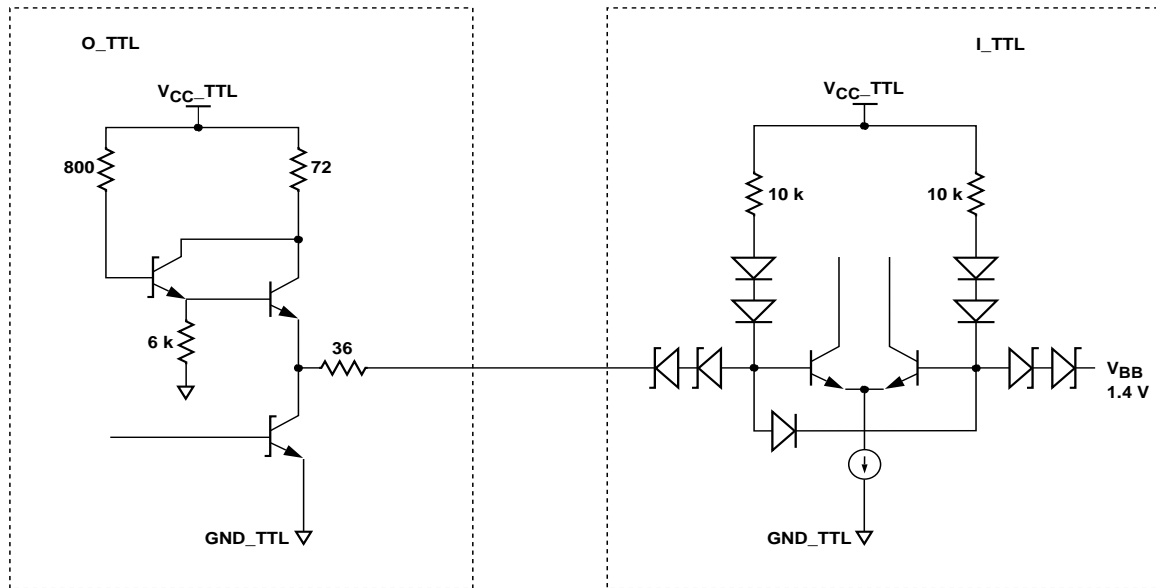 O_TTL
I_TTL
VCC_TTL
VCC_TTL
800
72
10 k
10 k
6 k
36
VBB
1.4 V
GND_TTL
GND_TTL